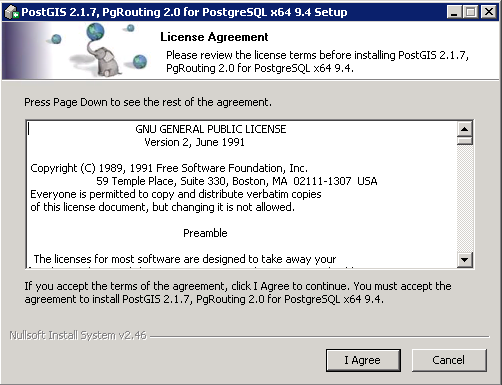 PostGIS 2.1.7, PgRouting 2.0 for PostgreSQL x64 9.4 Setup
License Agreement
Please review the license terms before installing PostGIS 2.1.7,
PgRouting 2.0 for PostgreSQL x64 9.4.
Press Page Down to see the rest of the agreement.
GNU GENERAL PUBLIC LICENSE
Version 2, June 1991
Copyright (C) 1989, 1991 Free Software Foundation, Inc.
59 Temple Place, Suite 330, Boston, MA 02111-1307 USA
Everyone is permitted to copy and distribute verbatim copies
of this license document, but changing it is not allowed.
Preamble
The licenses for most software are designed to take away your
If you accept the terms of the agreement, click I Agree to continue. You must accept the
agreement to install PostGIS 2.1.7, PgRouting 2.0 for PostgreSQL x64 9.4.
Nullsoft Install System v2.46
I Agree
Cancel